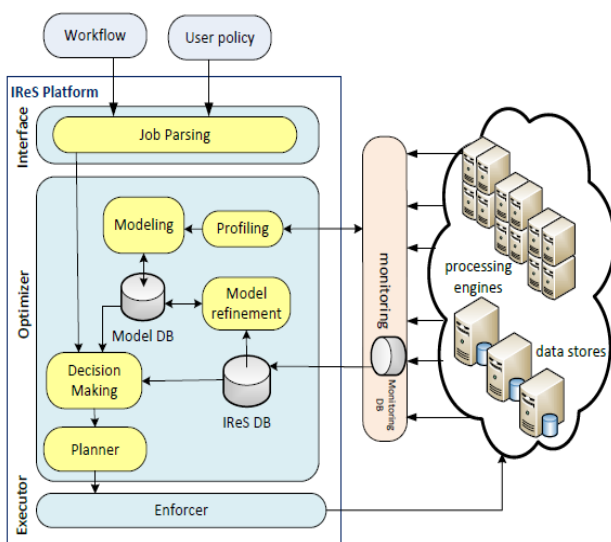 Workflow
User policy
IReS Platform
Interface
Job Parsing
Optimizer
Modeling
Profiling
Model DB
Model
refinement
Decision
Making
IReS DB
Planner
Executor
Enforcer
monitoring
Monitoring
DB
processing
engines
data stores